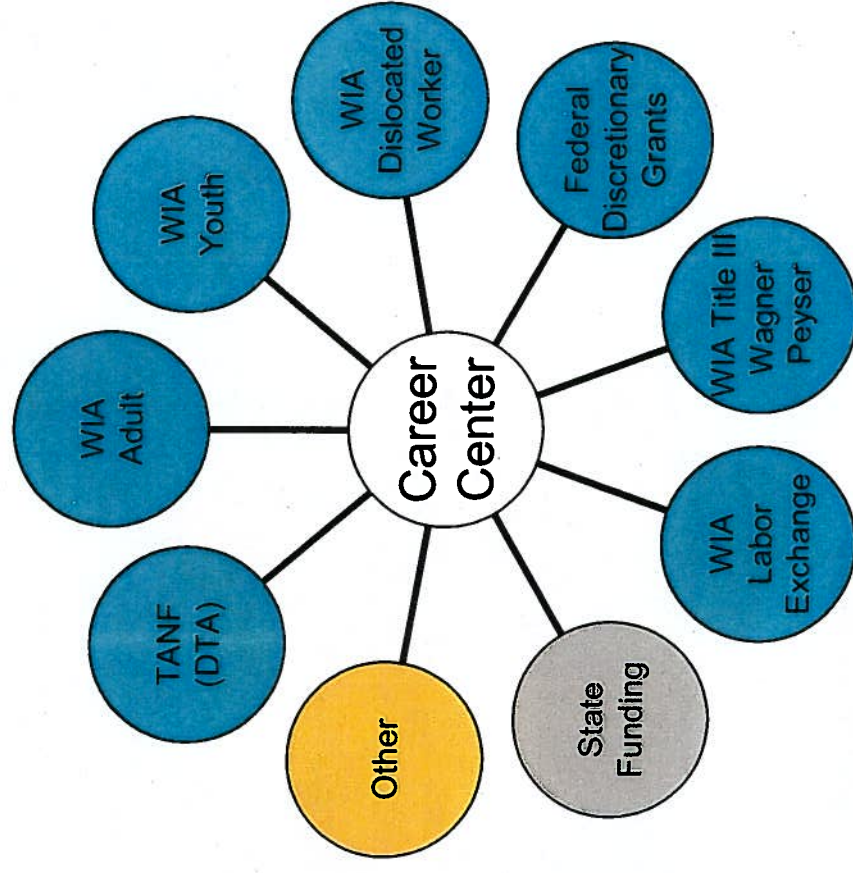 WIA
Adult
WIA
Youth
WIA
Dislocated
Worker
Federal
Discretionary
Grants
WIA Title III
Wagner
Peyser
WIA
Labor
Exchange
State
Funding
Other
TANF
(DTA)
Career
Center